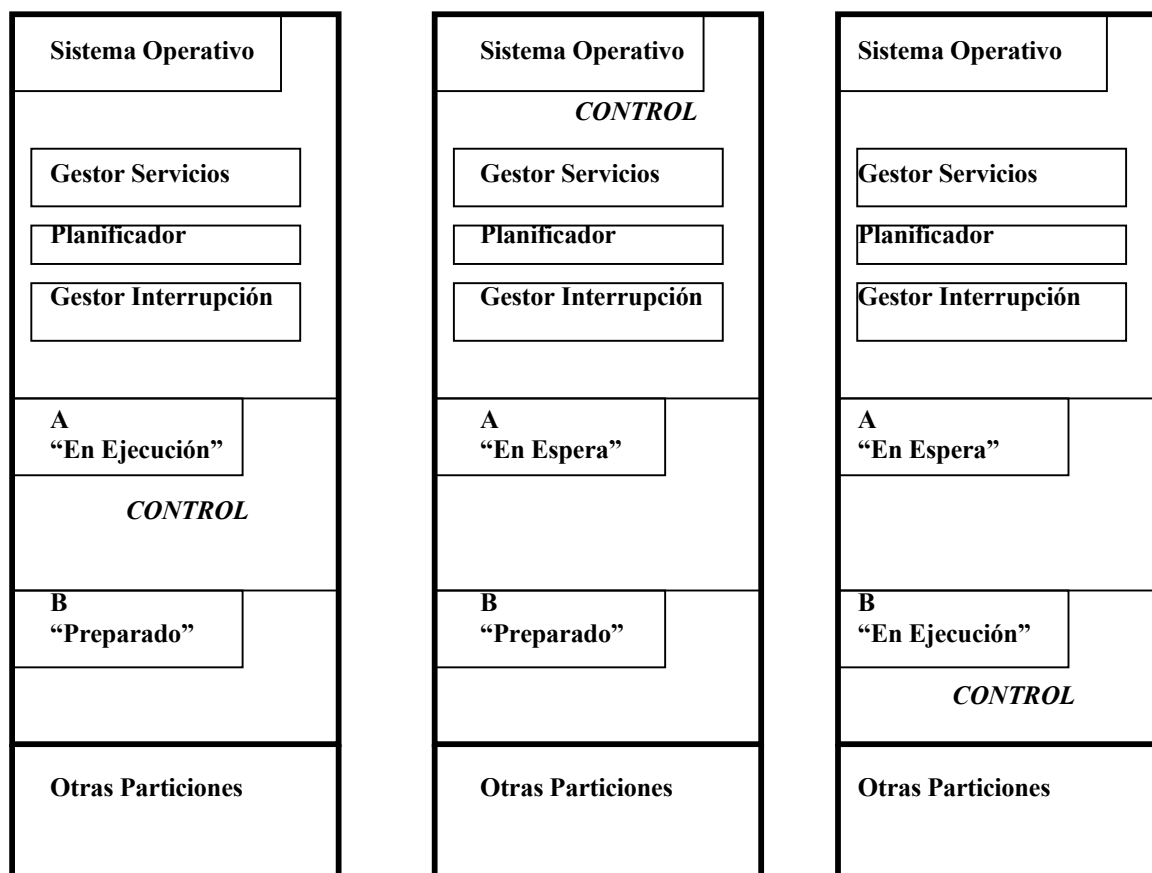 Sistema Operativo
Gestor Servicios
Planificador
Gestor Interrupción
A
“En Ejecución”
CONTROL
B
“Preparado”
Otras Particiones
Sistema Operativo
CONTROL
Gestor Servicios
Planificador
Gestor Interrupción
A
“En Espera”
B
“Preparado”
Otras Particiones
Sistema Operativo
Gestor Servicios
Planificador
Gestor Interrupción
A
“En Espera”
B
“En Ejecución”
CONTROL
Otras Particiones